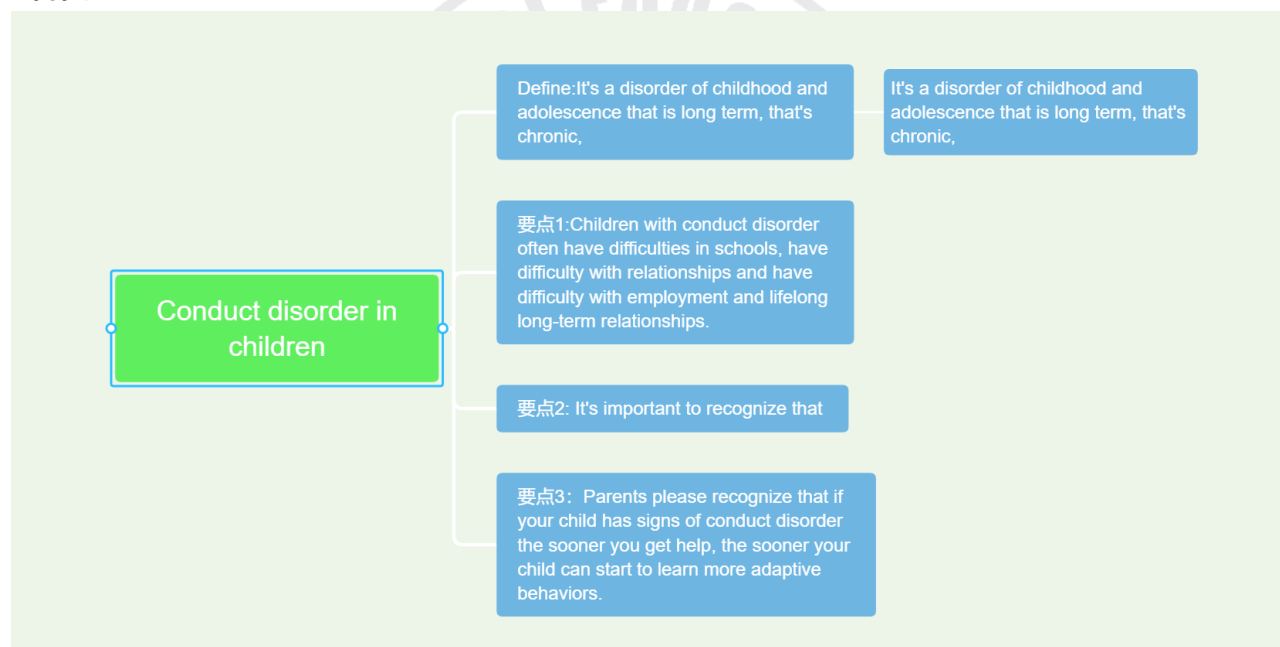 Conduct disorder in
children
Define:It's a disorder of childhood and
adolescence that is long term, that's
chronic,
It's a disorder of childhood and
adolescence that is long term, that's
chronic,
要点1:Children with conduct disorder
often have difficulties in schools, have
difficulty with relationships and have
difficulty with employment and lifelong
long-term relationships.
要点2: It's important to recognize that
要点3：Parents please recognize that if
your child has signs of conduct disorder
the sooner you get help, the sooner your
child can start to learn more adaptive
behaviors.